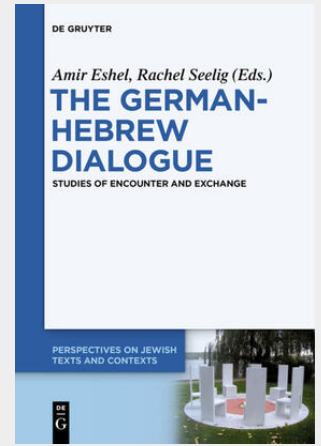 DE GRUYTER
Amir Eshel, Rachel Seelig (Eds.)
THE GERMAN-
HEBREW
DIALOGUE
STUDIES OF ENCOUNTER AND EXCHANGE
PERSPECTIVES ON JEWISH
TEXTS AND CONTEXTS
DE
G